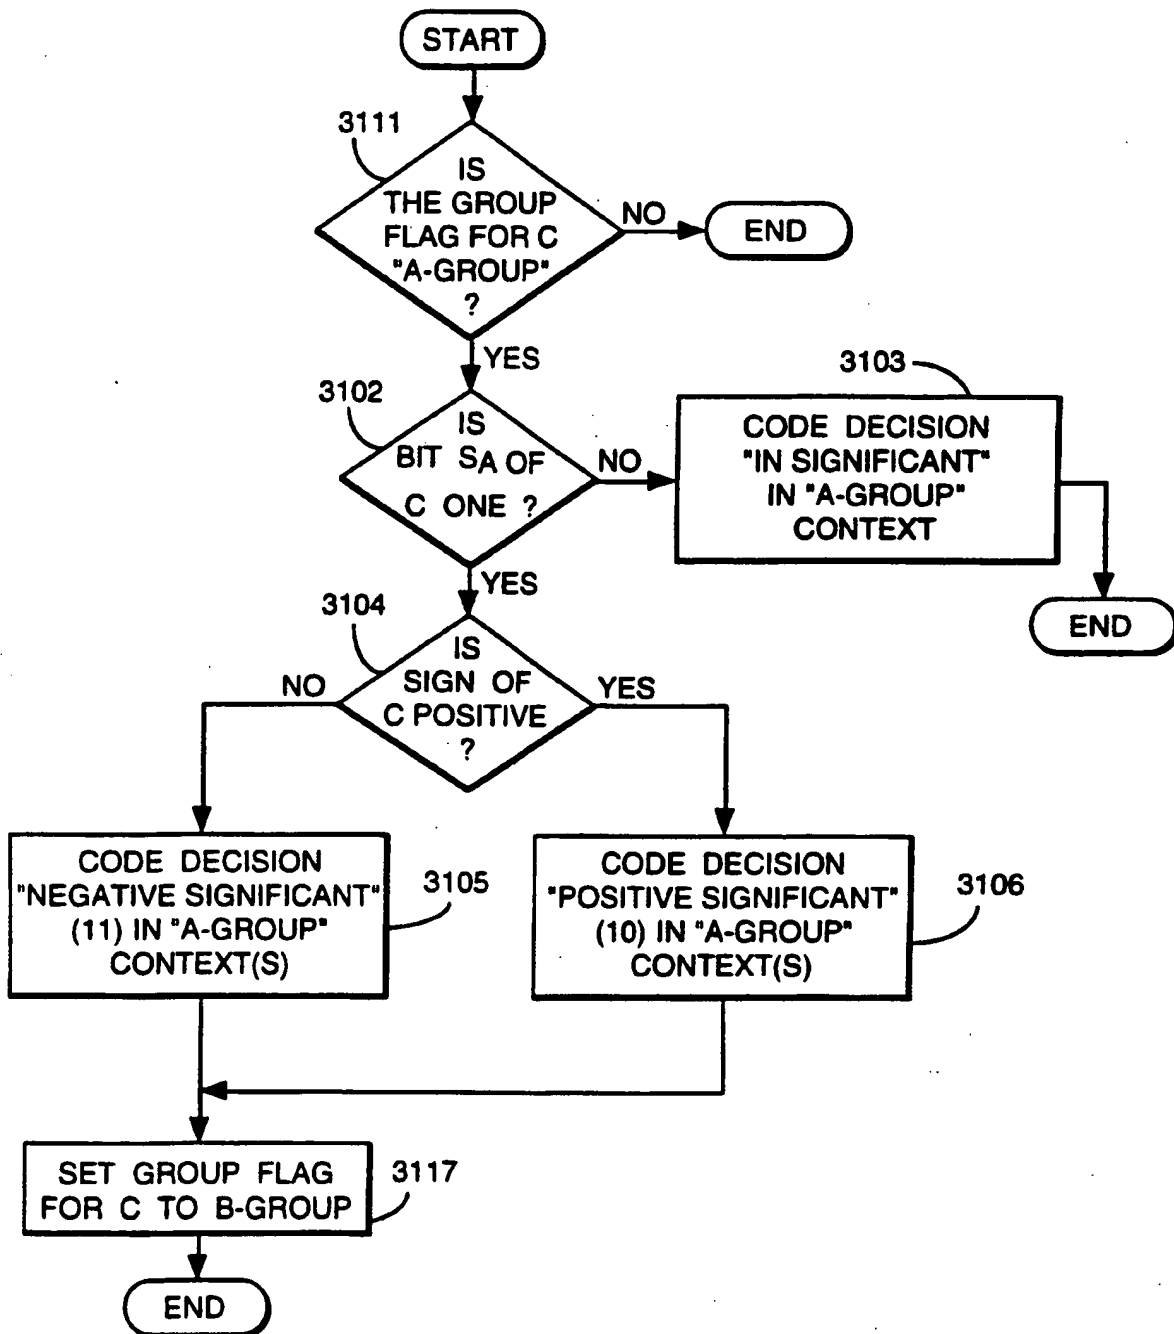 START
3111
IS
THE GROUP
FLAG FOR C
"A-GROUP"
?
NO
END
YES
3102
IS
BIT SA OF
C ONE ?
NO
3103
CODE DECISION
"IN SIGNIFICANT"
IN "A-GROUP"
CONTEXT
END
YES
3104
IS
SIGN OF
C POSITIVE
?
NO
YES
CODE DECISION
"NEGATIVE SIGNIFICANT"
(11) IN "A-GROUP"
CONTEXT(S)
3105
CODE DECISION
"POSITIVE SIGNIFICANT"
(10) IN "A-GROUP"
CONTEXT(S)
3106
SET GROUP FLAG
FOR C TO B-GROUP
3117
END